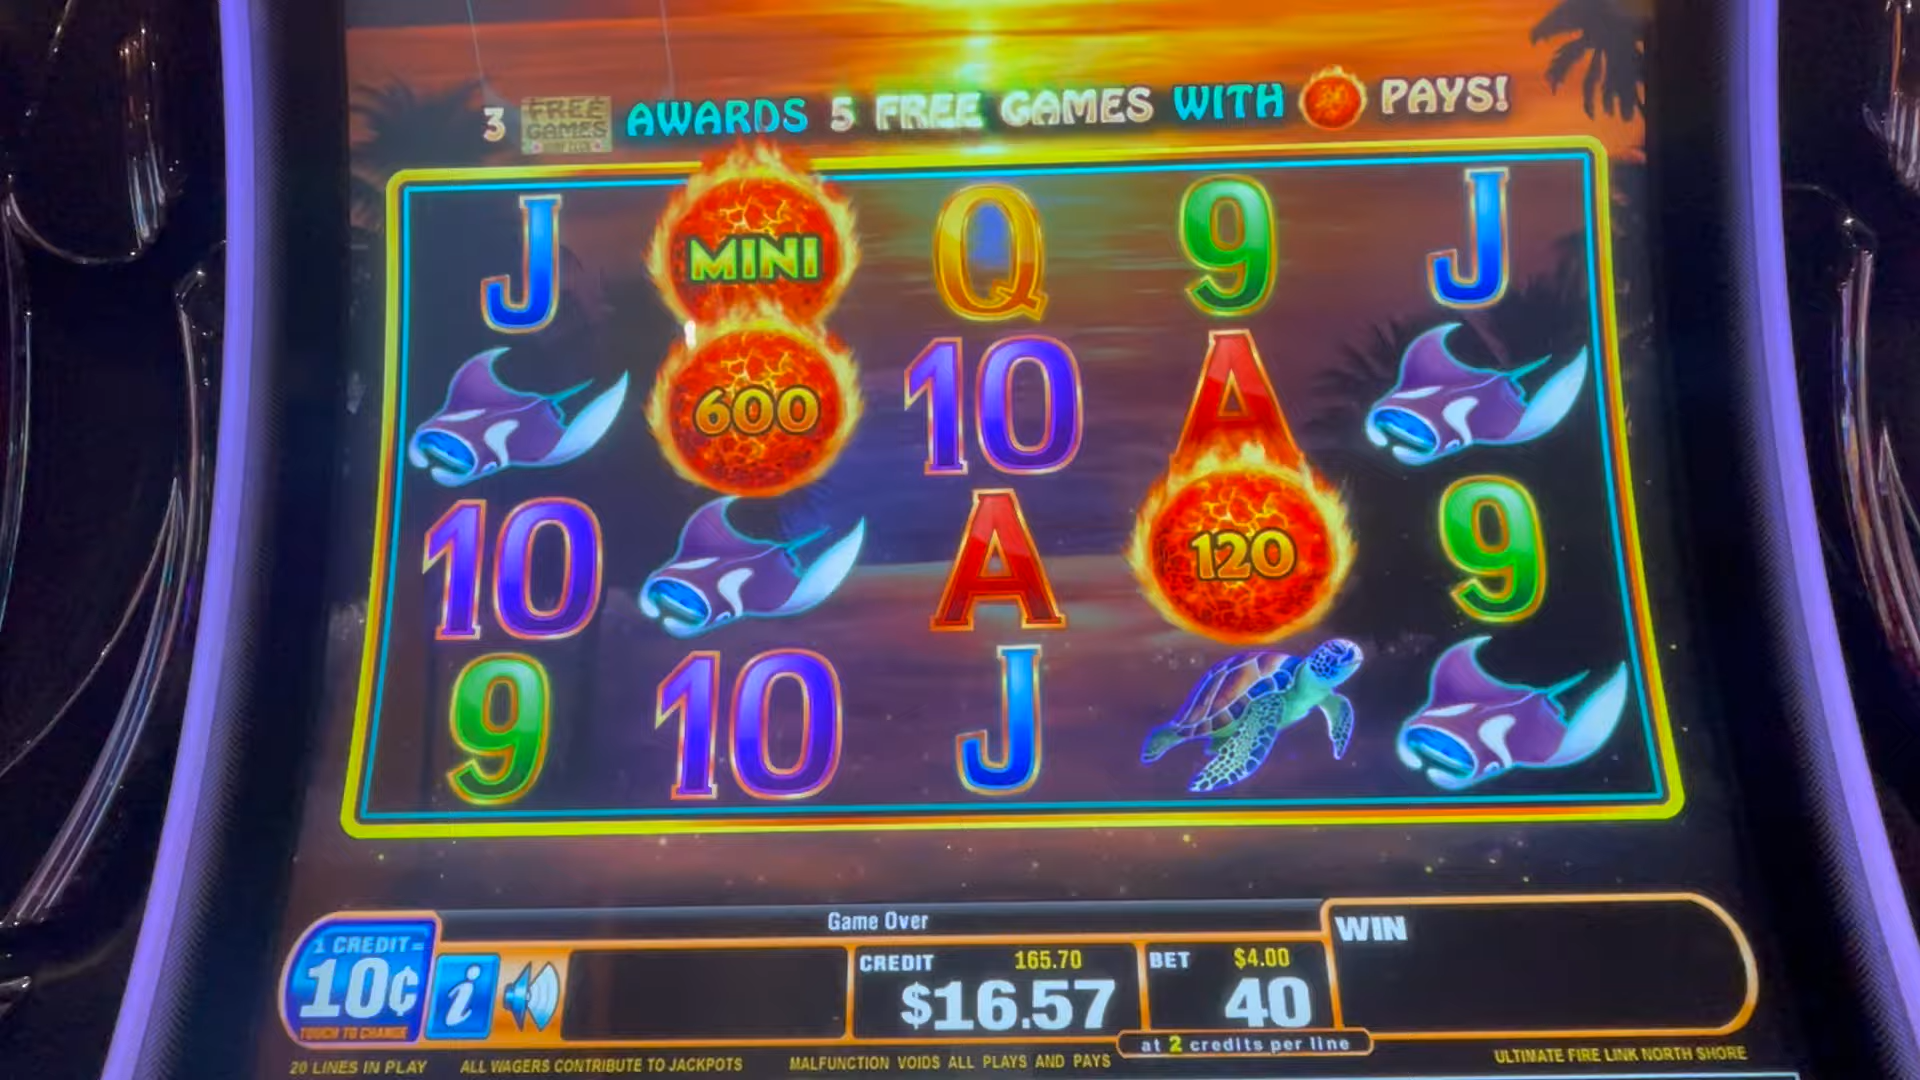 3 FREE GAMES AWARDS 5 FREE GAMES WITH PAYS!
J MINI Q 9 J
600 10 A
10 A 120 9
9 10 J
Game Over
1 CREDIT=
10¢
TOUCH TO CHANGE
i
CREDIT 165.70
$16.57
BET $4.00
40
at 2 credits per line
WIN
20 LINES IN PLAY
ALL WAGERS CONTRIBUTE TO JACKPOTS
MALFUNCTION VOIDS ALL PLAYS AND PAYS
ULTIMATE FIRE LINK NORTH SHORE